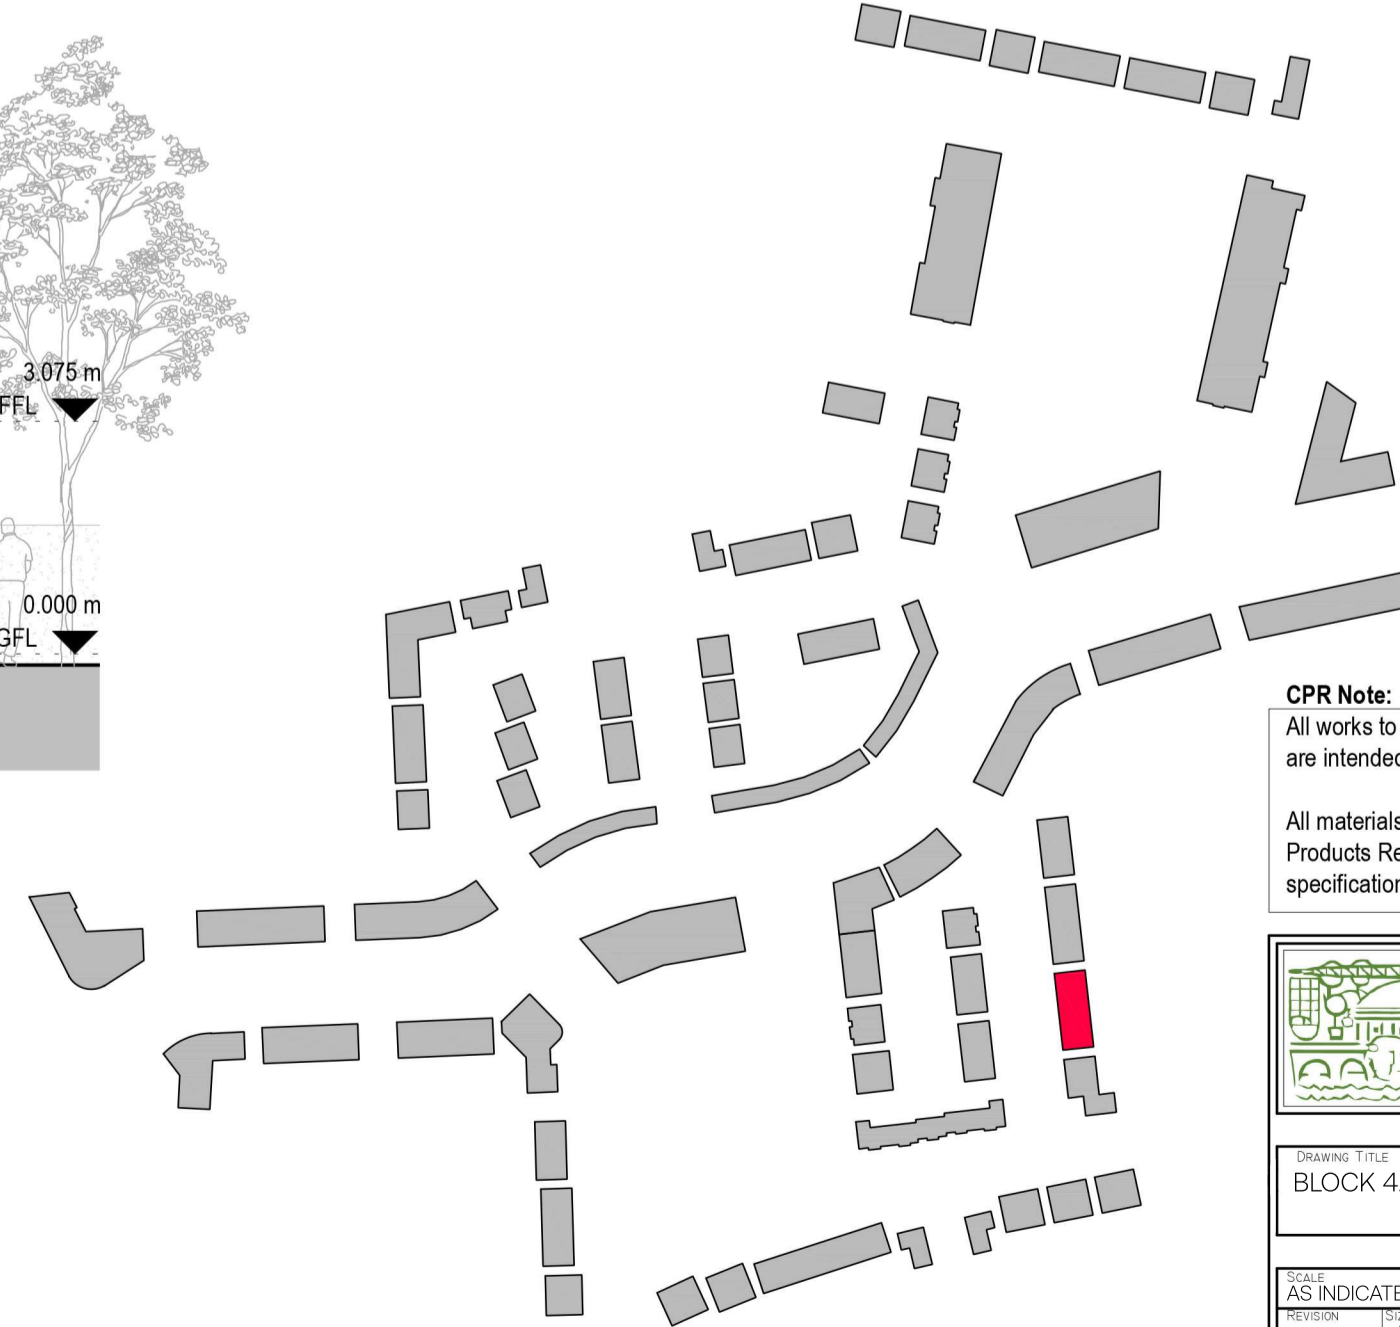 3.075 m
FFL
0.000 m
GFL
CPR Note:
All works to
are intended
All materials
Products Re
specification
DRAWING TITLE
BLOCK 4
SCALE
AS INDICATE
REVISION